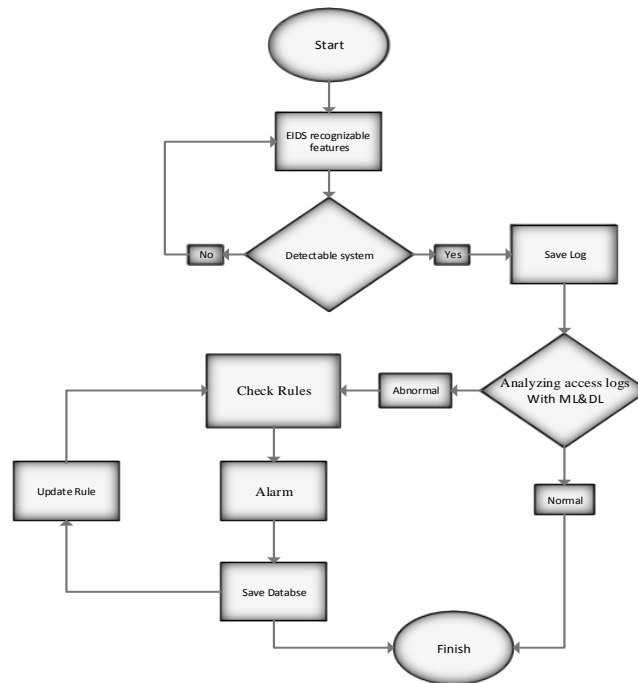 Start
EIDS recognizable
features
Detectable system
No
Yes
Save Log
Analyzing access logs
With ML&DL
Abnormal
Check Rules
Normal
Update Rule
Alarm
Save Databse
Finish